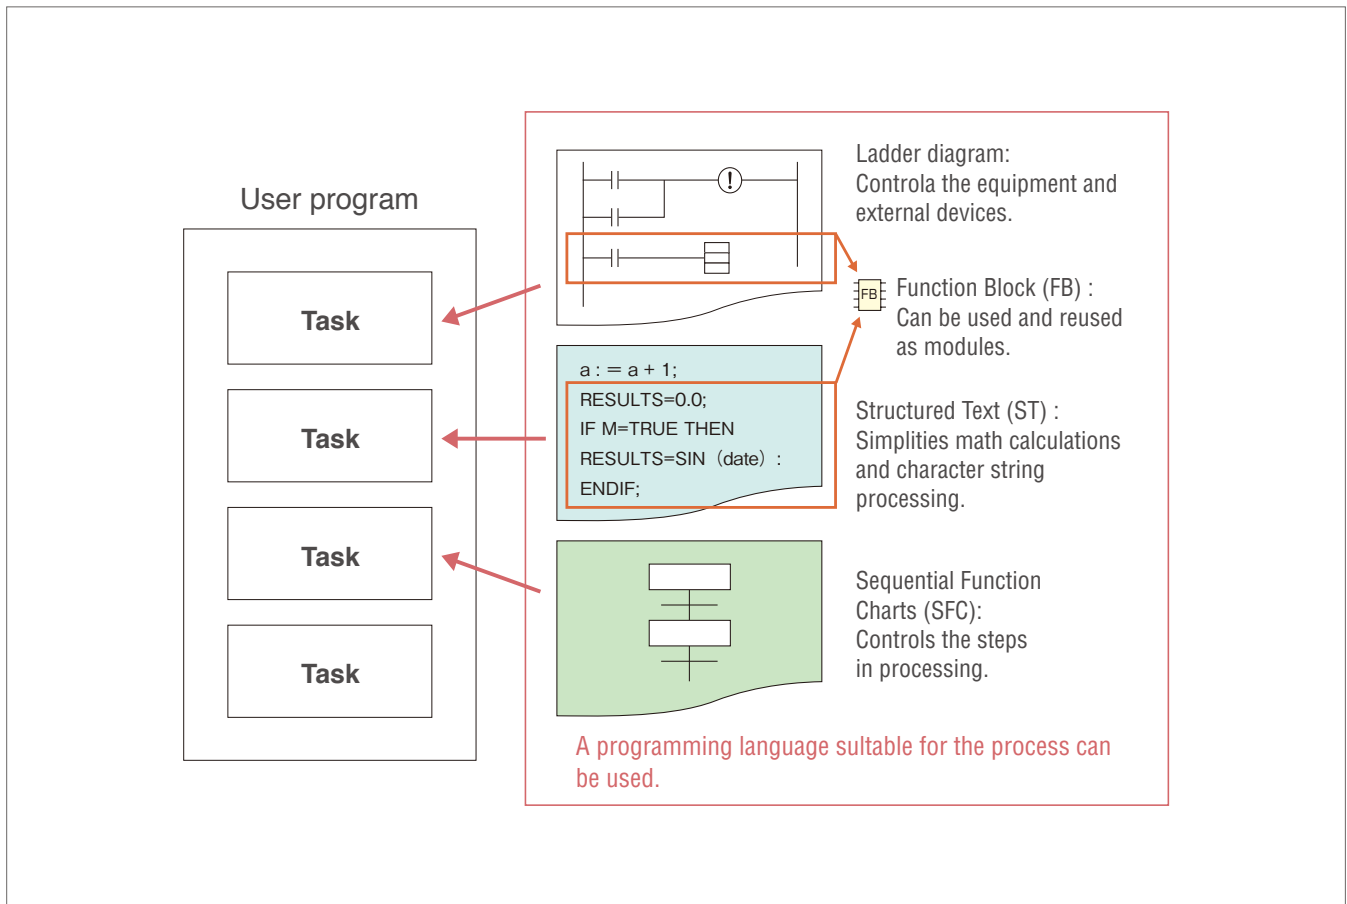 User program
Task
Task
Task
Task
Ladder diagram:
Controla the equipment and
external devices.
FB
Function Block (FB) :
Can be used and reused
as modules.
a : = a + 1;
RESULTS=0.0;
IF M=TRUE THEN
RESULTS=SIN (date) :
ENDIF;
Structured Text (ST) :
Simplities math calculations
and character string
processing.
Sequential Function
Charts (SFC):
Controls the steps
in processing.
A programming language sultable for the process can
be used.